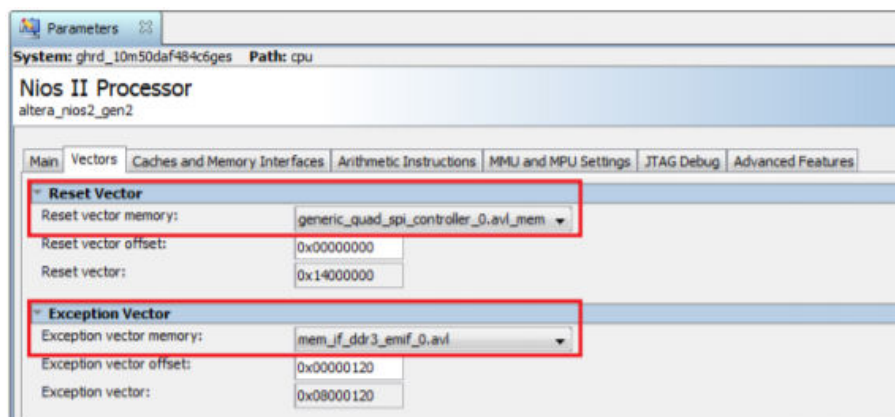 Parameters
System: ghrd_10m50daf484c6ges Path: cpu
Nios II Processor
altera_nios2_gen2
Main Vectors Caches and Memory Interfaces Arithmetic Instructions MMU and MPU Settings JTAG Debug Advanced Features
Reset Vector
Reset vector memory: generic_quad_spi_controller_0.avl_mem
Reset vector offset: 0x00000000
Reset vector: 0x14000000
Exception Vector
Exception vector memory: mem_if_ddr3_emif_0.avl
Exception vector offset: 0x00000120
Exception vector: 0x08000120